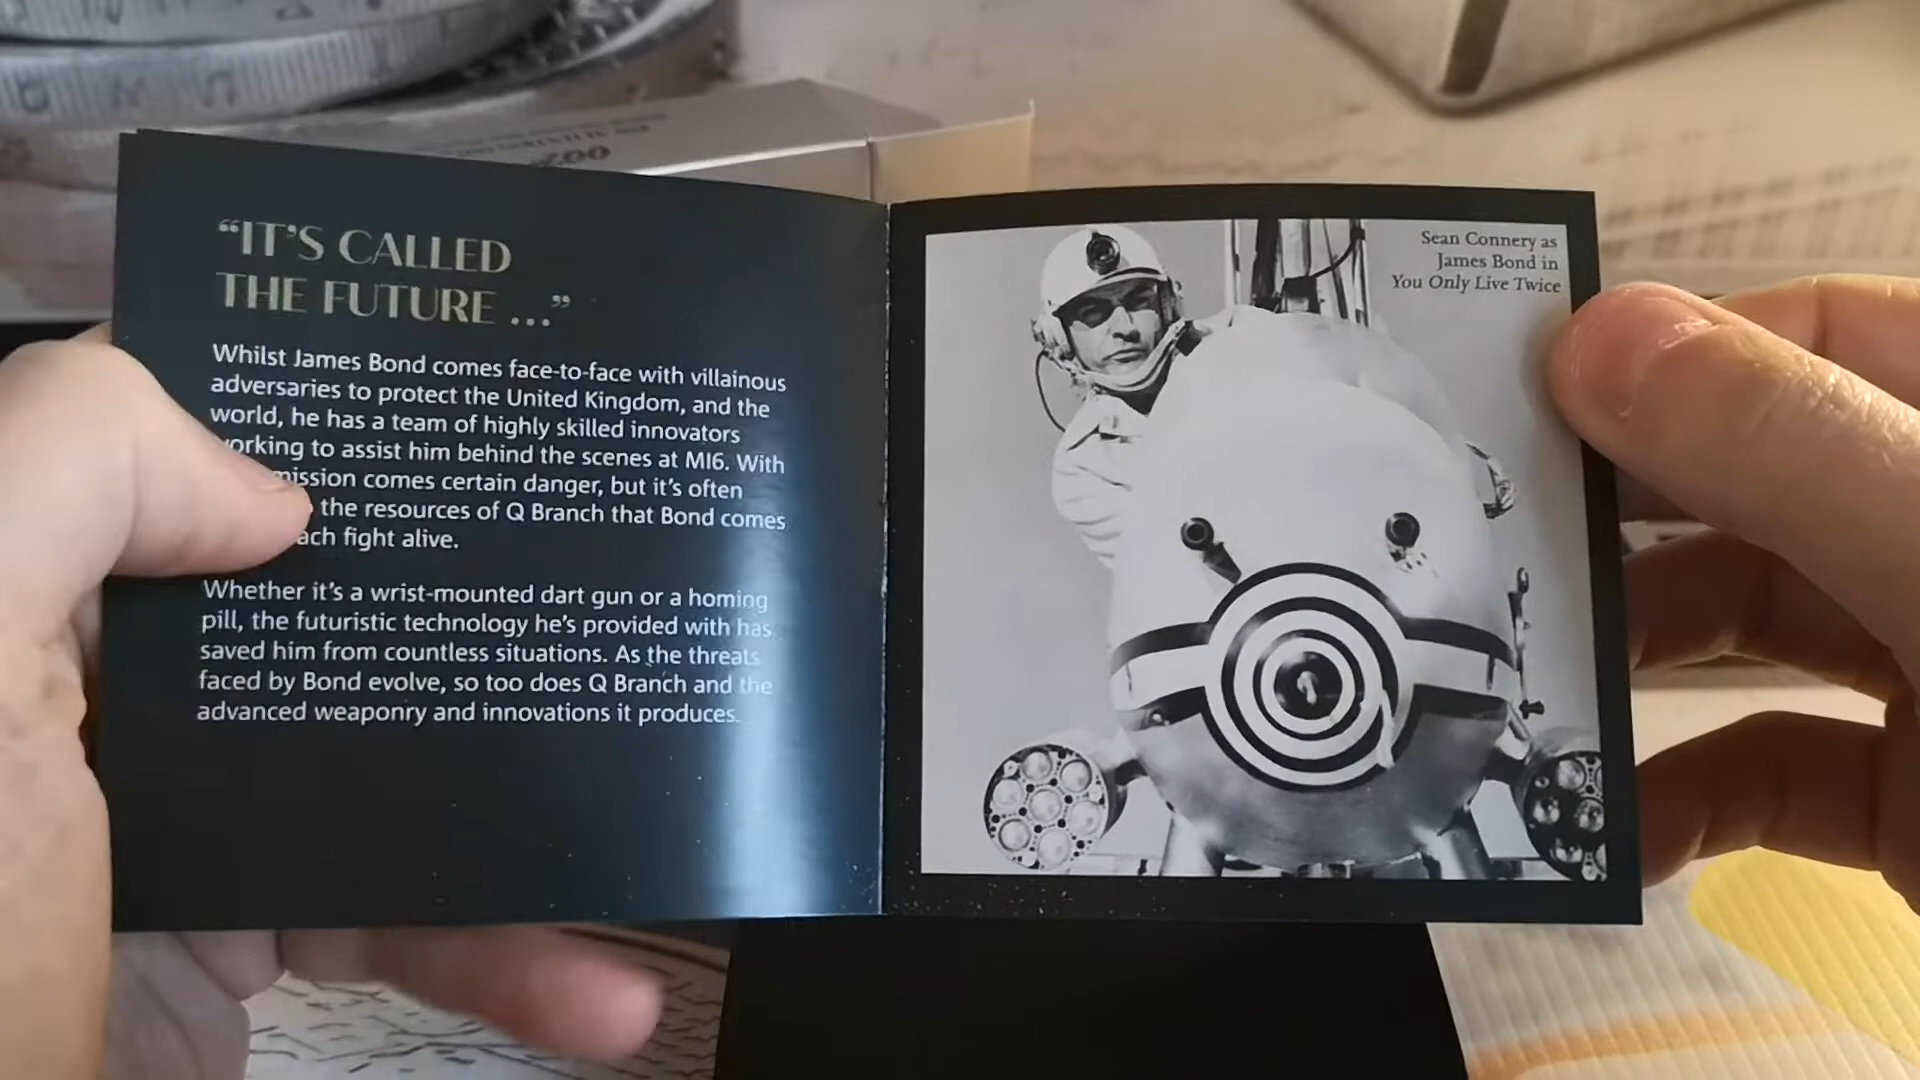 “IT’S CALLED
THE FUTURE ...”
Whilst James Bond comes face-to-face with villainous
adversaries to protect the United Kingdom, and the
world, he has a team of highly skilled innovators
working to assist him behind the scenes at MI6. With
mission comes certain danger, but it’s often
the resources of Q Branch that Bond comes
fight alive.
Whether it’s a wrist-mounted dart gun or a homing
pill, the futuristic technology he’s provided with has
saved him from countless situations. As the threats
faced by Bond evolve, so too does Q Branch and the
advanced weaponry and innovations it produces.
Sean Connery as
James Bond in
You Only Live Twice